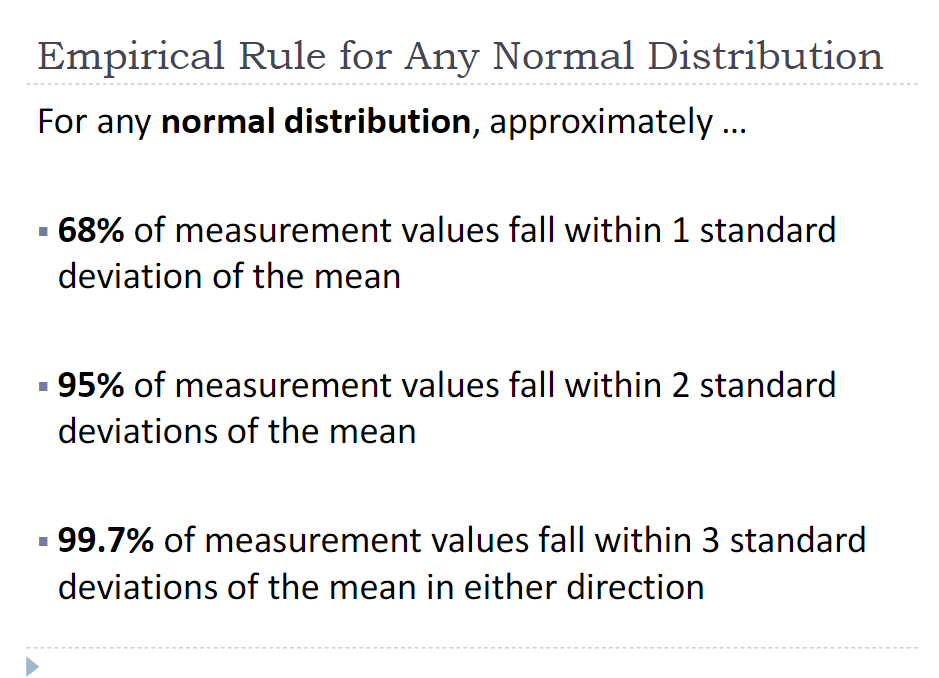 Empirical Rule for Any Normal Distribution
For any normal distribution, approximately ...
▪ 68% of measurement values fall within 1 standard
deviation of the mean
▪ 95% of measurement values fall within 2 standard
deviations of the mean
▪ 99.7% of measurement values fall within 3 standard
deviations of the mean in either direction